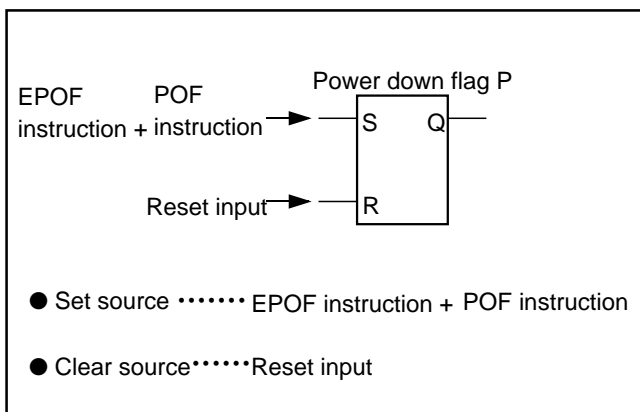 Power down flag P
EPOF instruction + POF instruction
S Q
Reset input
R
● Set source ······· EPOF instruction + POF instruction
● Clear source ······ Reset input